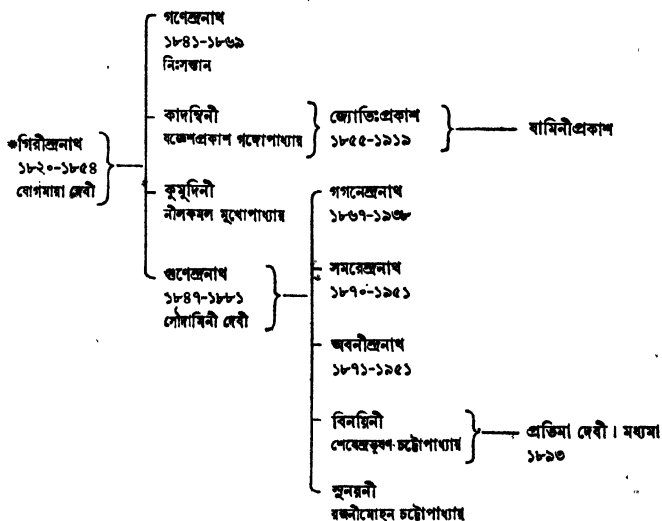 গণেন্দ্রনাথ
১৮৪১-১৮৬৯
নিঃসন্তান
কাদম্বিনী
যজ্ঞেশপ্রকাশ গঙ্গোপাধ্যায়
জ্যোতিঃপ্রকাশ
১৮৫৫-১৯১৯
যামিনীপ্রকাশ
*গিরীন্দ্রনাথ
১৮২০-১৮৫৪
যোগমায়া দেবী
কুমুদিনী
নীলকমল মুখোপাধ্যায়
গুণেন্দ্রনাথ
১৮৪৭-১৮৮১
সৌদামিনী দেবী
গগনেন্দ্রনাথ
১৮৬৭-১৯৩৮
সমরেন্দ্রনাথ
১৮৭০-১৯৫১
অবনীন্দ্রনাথ
১৮৭১-১৯৫১
বিনয়িনী
শেষেন্দ্রভূষণ চট্টোপাধ্যায়
প্রতিমা দেবী। মধ্যমা
১৮৯৩
সুনয়নী
রজনীমোহন চট্টোপাধ্যায়